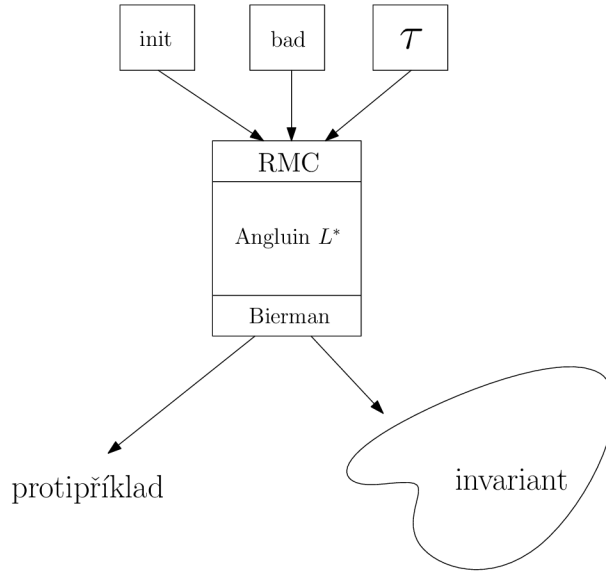 init
bad
τ
RMC
Angluin L*
Bierman
protipříklad
invariant